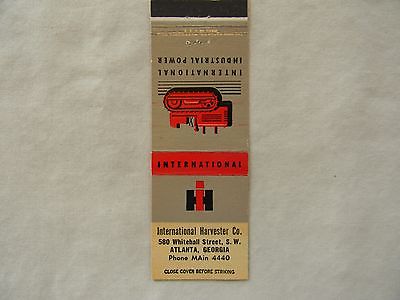 INTERNATIONAL
INDUSTRIAL POWER
INTERNATIONAL
IH
International Harvester Co.
580 Whitehall Street, S. W.
ATLANTA, GEORGIA
Phone MAin 4440
CLOSE COVER BEFORE STRIKING